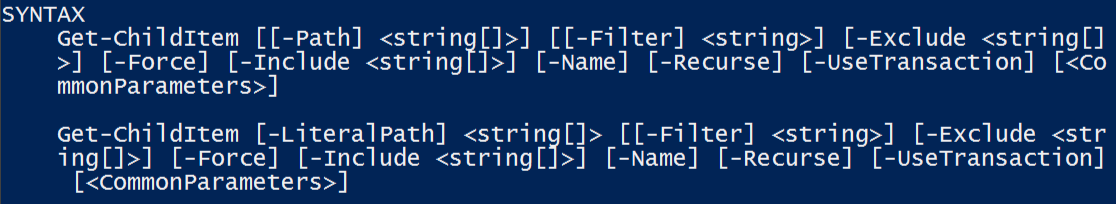 SYNTAX
Get-ChildItem [[-Path] <string[]>] [[-Filter] <string>] [-Exclude <string[]
>] [-Force] [-Include <string[]>] [-Name] [-Recurse] [-UseTransaction] [<Co
mmonParameters>]
Get-ChildItem [-LiteralPath] <string[]> [[-Filter] <string>] [-Exclude <str
ing[]>] [-Force] [-Include <string[]>] [-Name] [-Recurse] [-UseTransaction]
[<CommonParameters>]